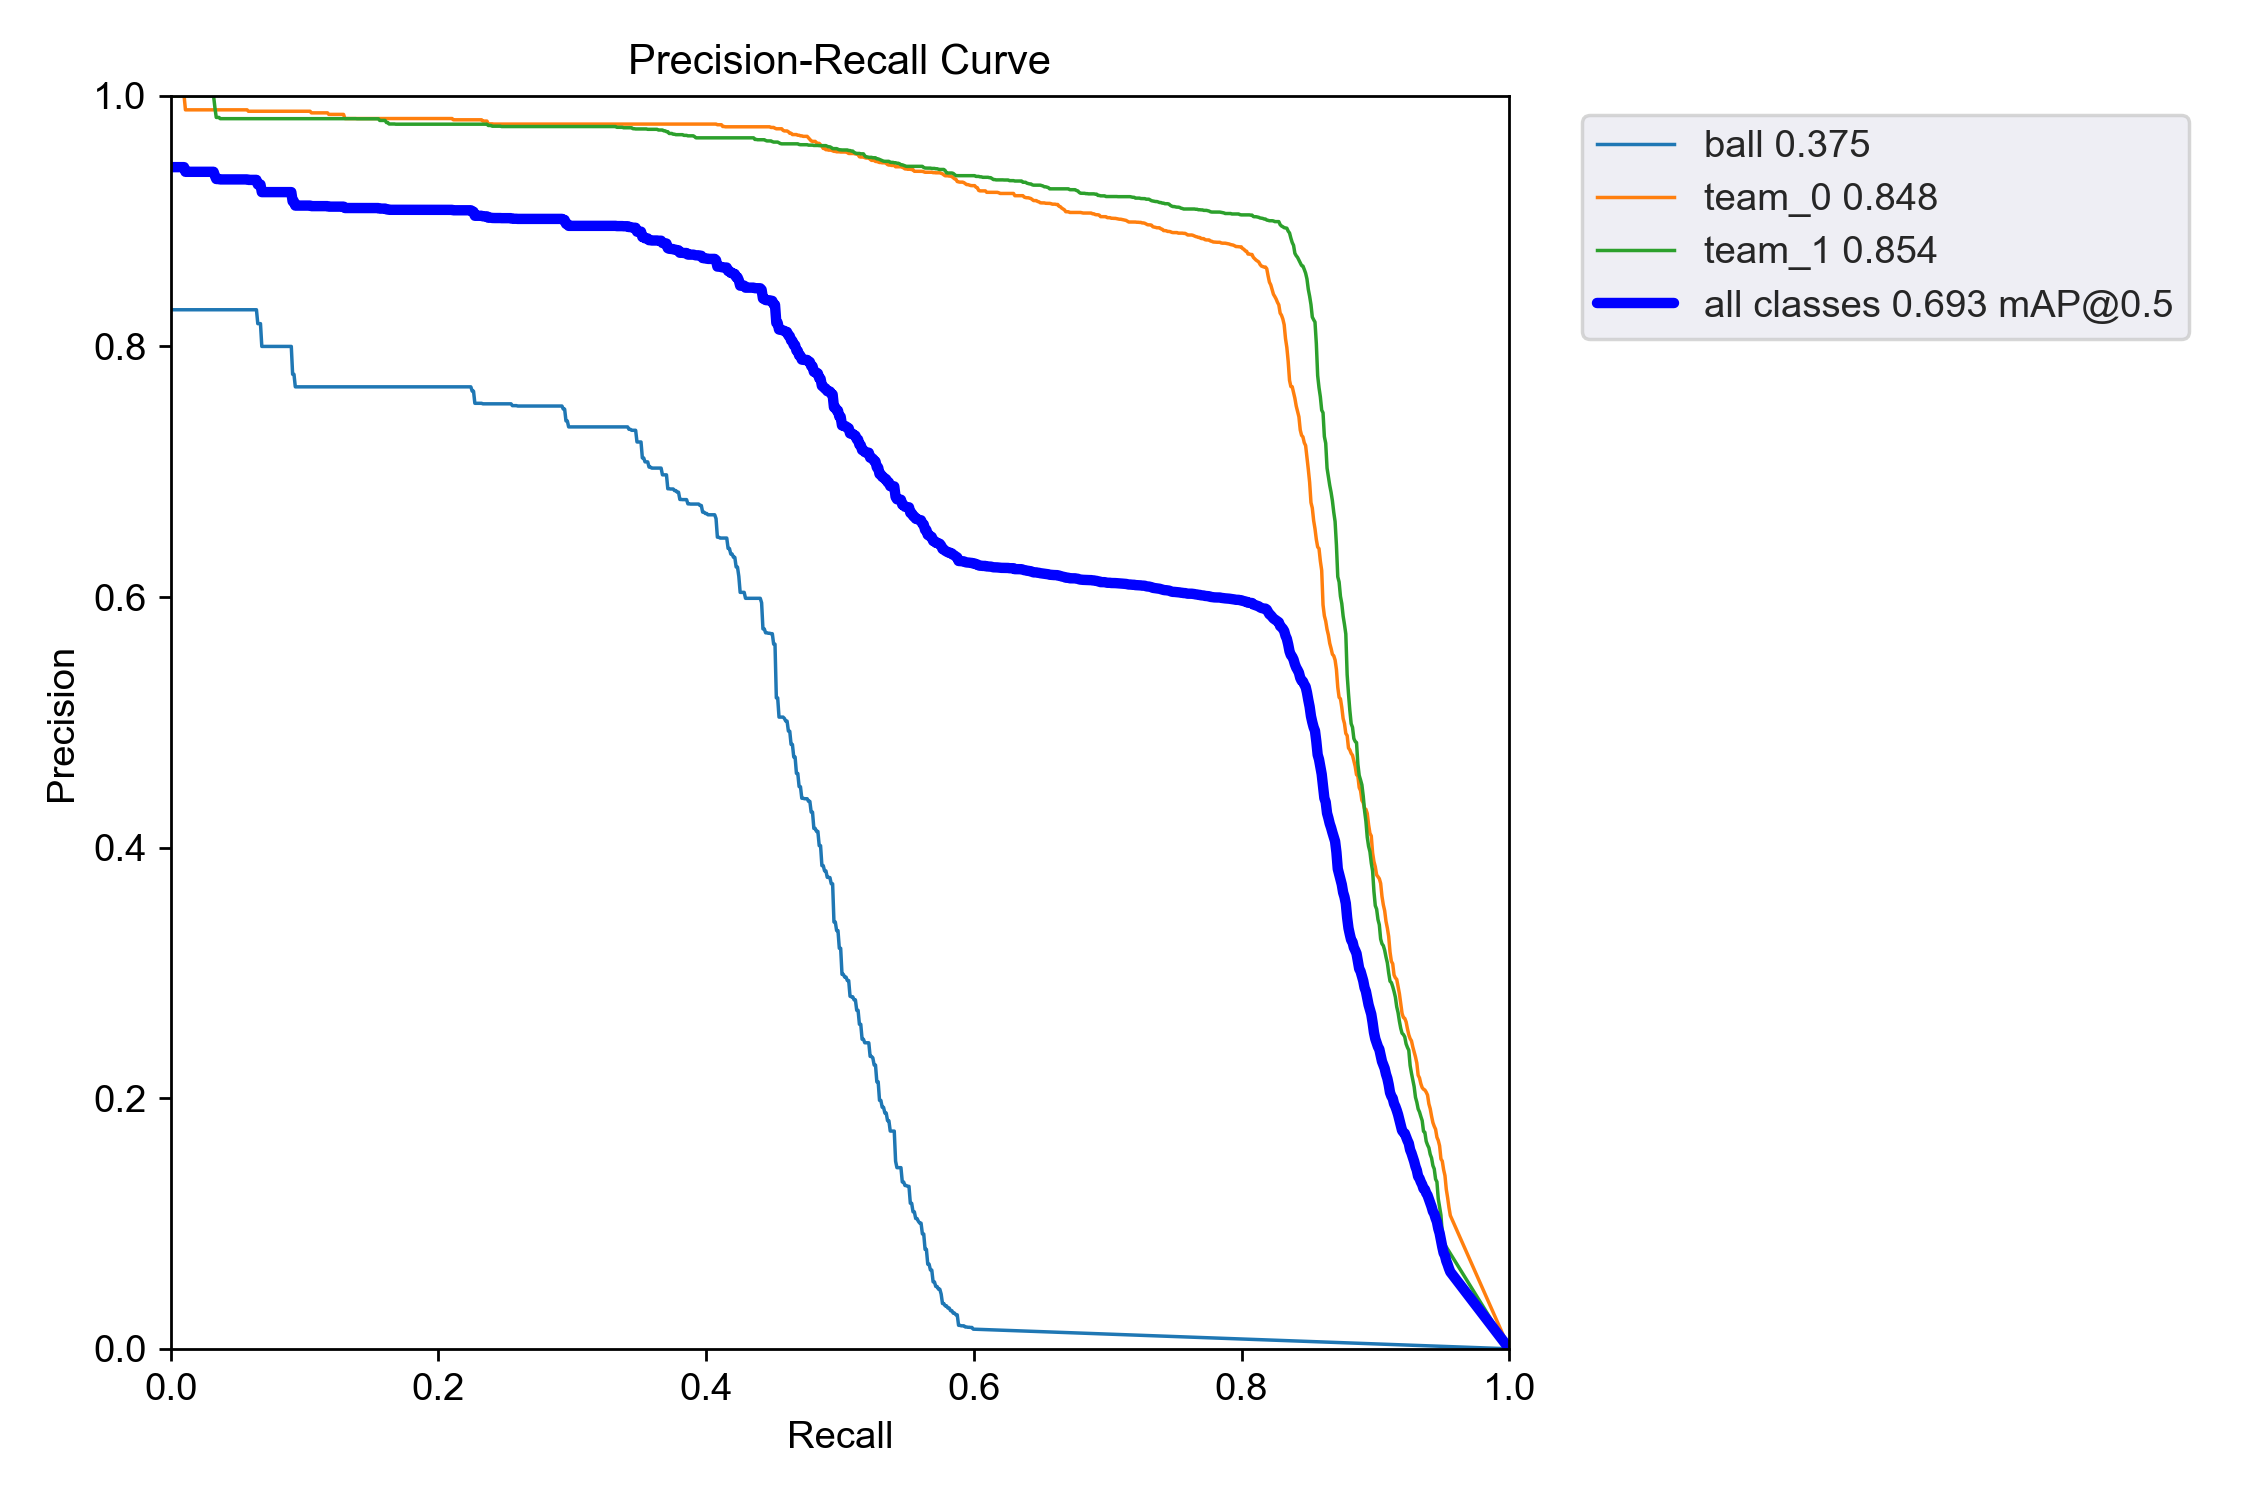 Precision-Recall Curve
1.0
0.8
0.6
0.4
0.2
0.0
Precision
0.0 0.2 0.4 0.6 0.8 1.0
Recall
ball 0.375
team_0 0.848
team_1 0.854
all classes 0.693 mAP@0.5